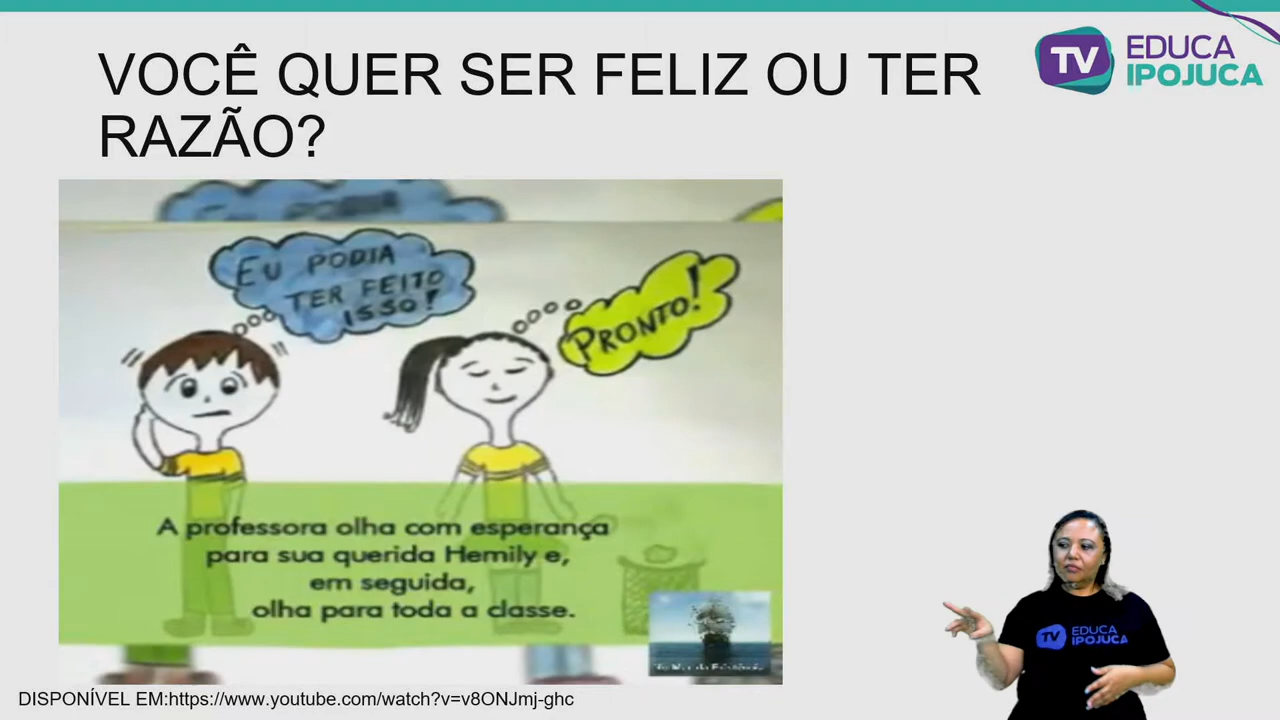 VOCÊ QUER SER FELIZ OU TER
RAZÃO?
TV EDUCA
IPOJUCA
EU PODIA
TER FEITO
ISSO!
PRONTO!
A professora olha com esperança
para sua querida Hemily e,
em seguida,
olha para toda a classe.
TV EDUCA
IPOJUCA
DISPONÍVEL EM:https://www.youtube.com/watch?v=v8ONJmj-ghc